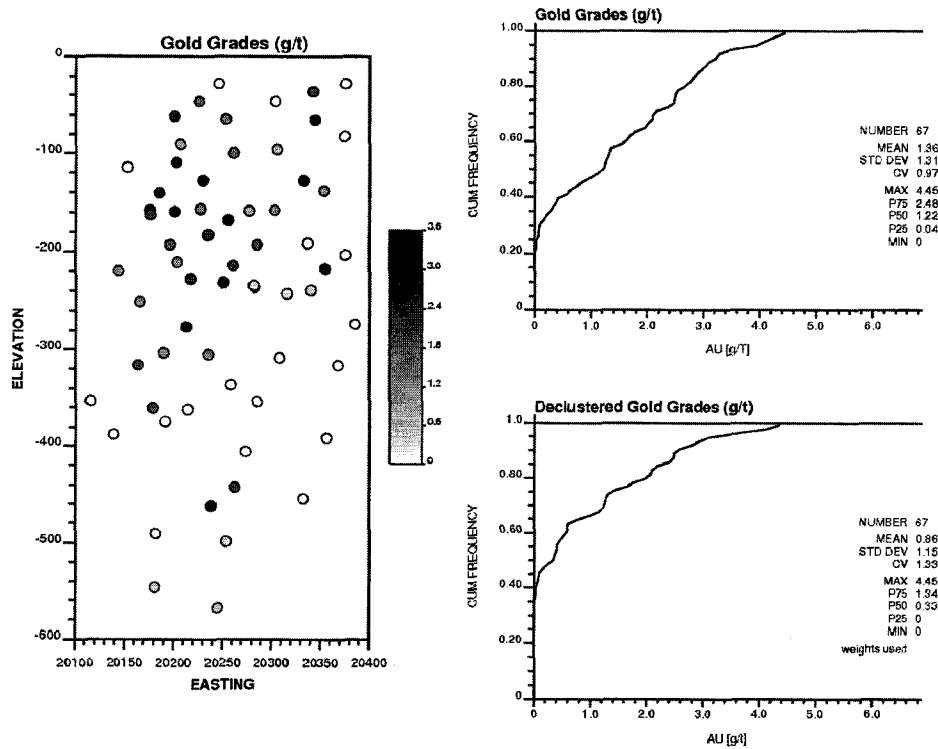 Gold Grades (g/t)
0
-100
-200
-300
-400
-500
-600
ELEVATION
20100 20150 20200 20250 20300 20350 20400
EASTING
3.6
3.0
2.4
1.8
1.2
0.6
0
Gold Grades (g/t)
1.00
0.80
0.60
0.40
0.20
0
CUM FREQUENCY
NUMBER 67
MEAN 1.36
STD DEV 1.31
CV 0.97
MAX 4.45
P75 2.48
P50 1.22
P25 0.04
MIN 0
0 1.0 2.0 3.0 4.0 5.0 6.0
AU [g/T]
Declustered Gold Grades (g/t)
1.0
0.80
0.60
0.40
0.20
0
CUM FREQUENCY
NUMBER 67
MEAN 0.86
STD DEV 1.15
CV 1.33
MAX 4.45
P75 1.34
P50 0.33
P25 0
MIN 0
weights used
0 1.0 2.0 3.0 4.0 5.0 6.0
AU [g/t]